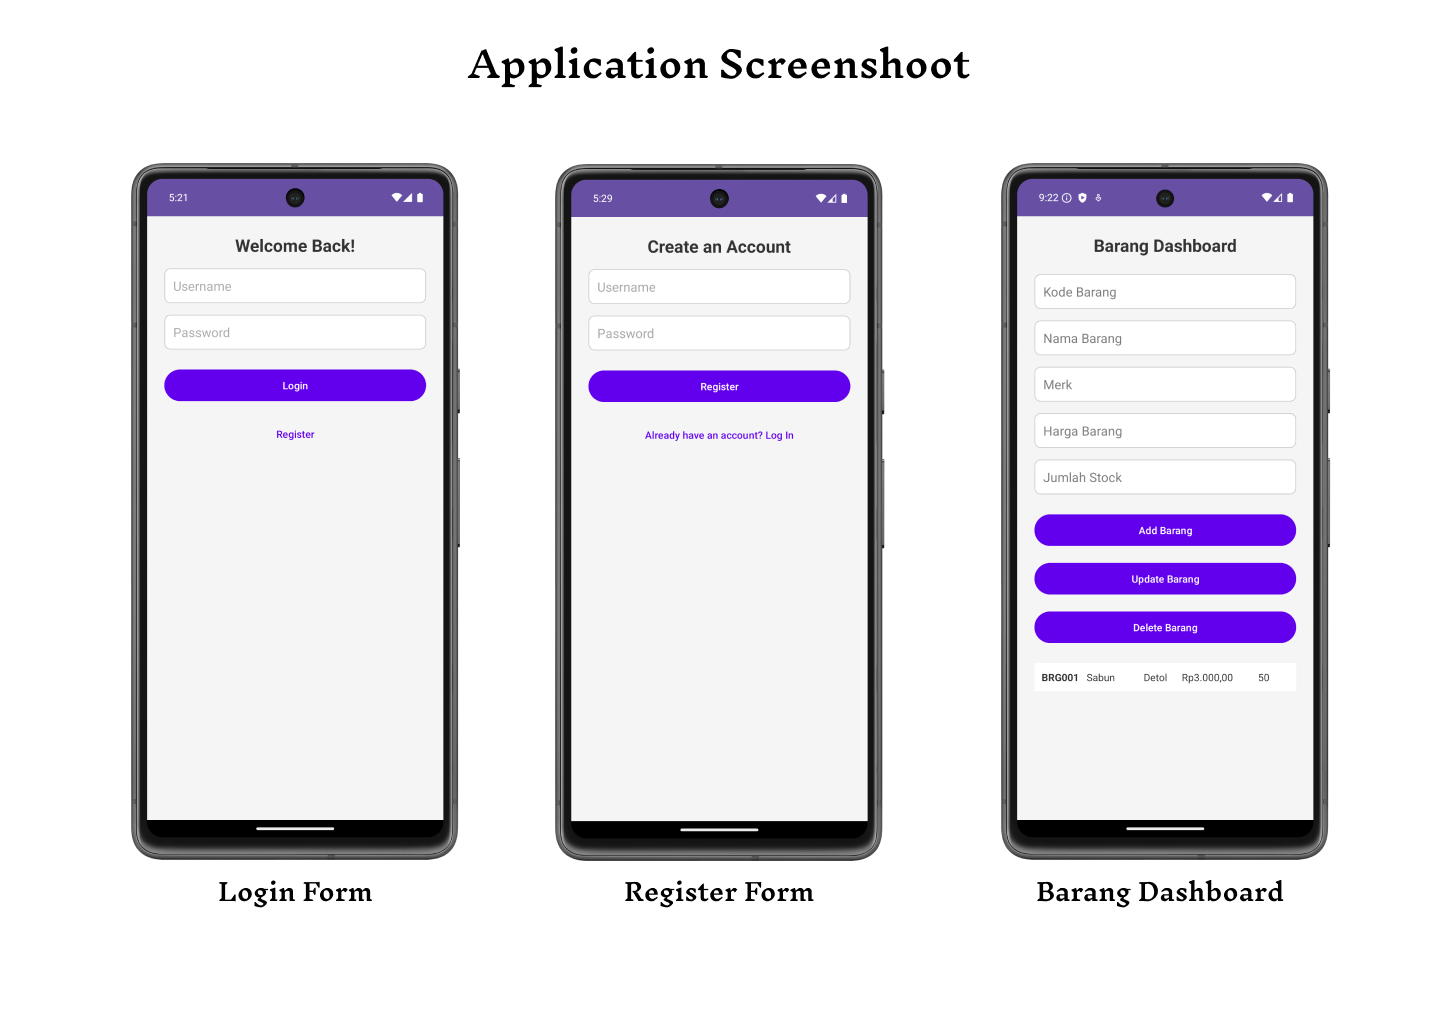 Application Screenshoot
5:21
Welcome Back!
Username
Password
Login
Register
Login Form
5:29
Create an Account
Username
Password
Register
Already have an account? Log In
Register Form
9:22
Barang Dashboard
Kode Barang
Nama Barang
Merk
Harga Barang
Jumlah Stock
Add Barang
Update Barang
Delete Barang
BRG001 Sabun Detol Rp3.000,00 50
Barang Dashboard